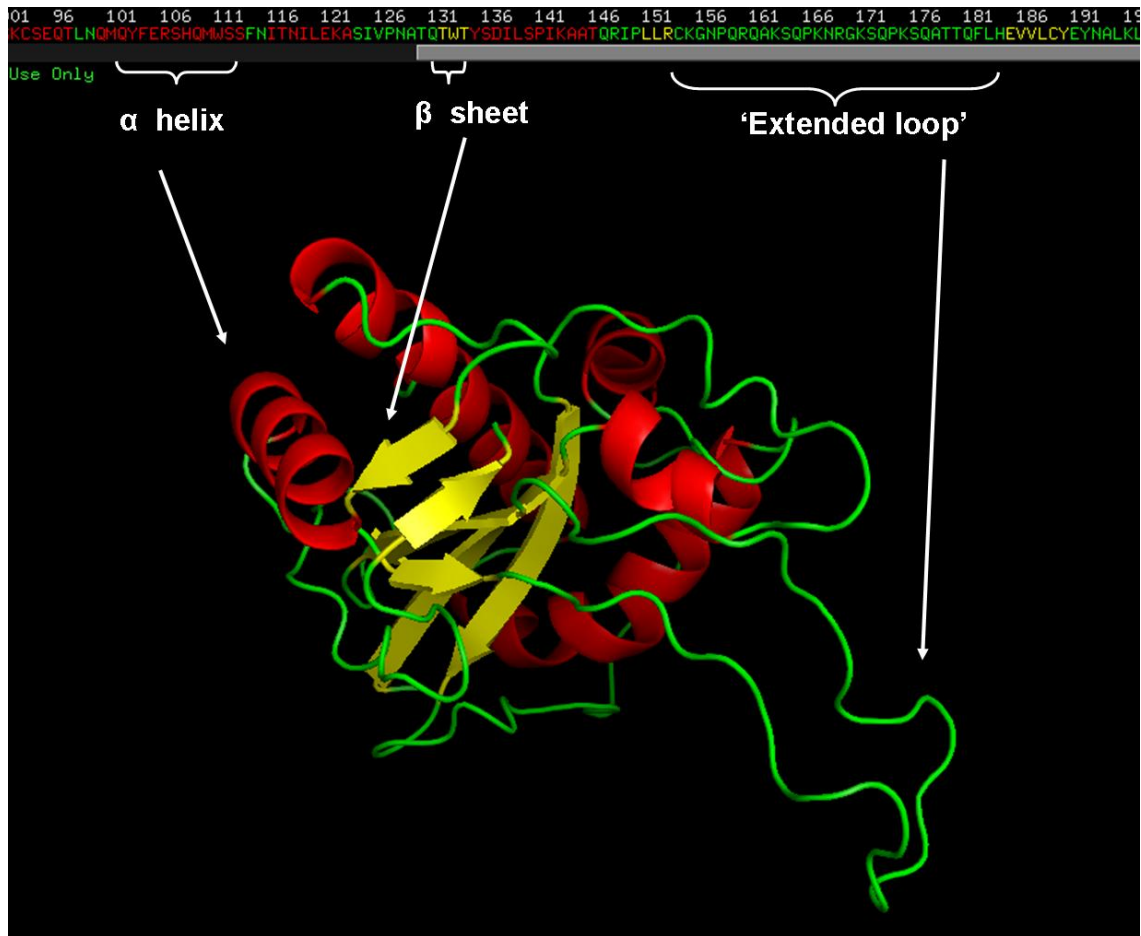 96 101 106 111 116 121 126 131 136 141 146 151 156 161 166 171 176 181 186 191
KCSEQTLNQMQYFERSHQMWSSFNITNILEKASIVPNATQTWTYSDILSPIKAATQRIPLLRCKGNPQRQAKSQPKNRGKSQPKSQATTQFLHEVVLCYEYNALKL
Use Only
α helix
β sheet
‘Extended loop’